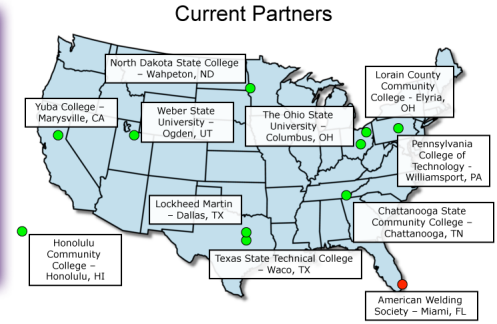 Current Partners
North Dakota State College
– Wahpeton, ND
Lorain County
Community
College - Elyria,
OH
Yuba College –
Marysville, CA
Weber State
University –
Ogden, UT
The Ohio State
University –
Columbus, OH
Pennsylvania
College of
Technology -
Williamsport, PA
Lockheed Martin
– Dallas, TX
Chattanooga State
Community College –
Chattanooga, TN
Honolulu
Community
College –
Honolulu, HI
Texas State Technical College
– Waco, TX
American Welding
Society – Miami, FL